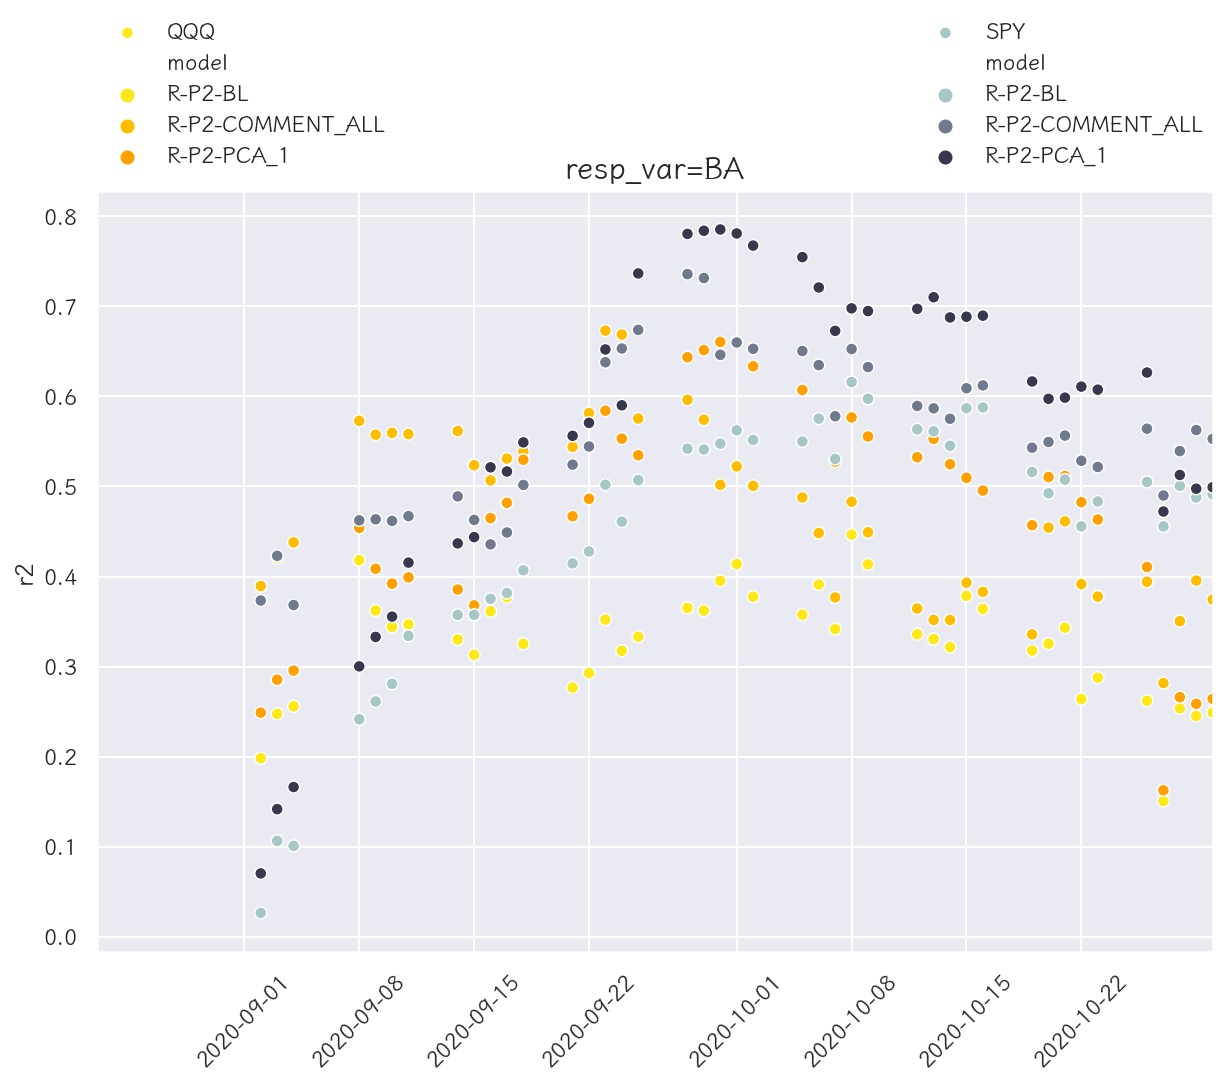 QQQ
model
R-P2-BL
R-P2-COMMENT_ALL
R-P2-PCA_1
SPY
model
R-P2-BL
R-P2-COMMENT_ALL
R-P2-PCA_1
resp_var=BA
0.8
0.7
0.6
0.5
0.4
0.3
0.2
0.1
0.0
r2
2020-09-01
2020-09-08
2020-09-15
2020-09-22
2020-10-01
2020-10-08
2020-10-15
2020-10-22